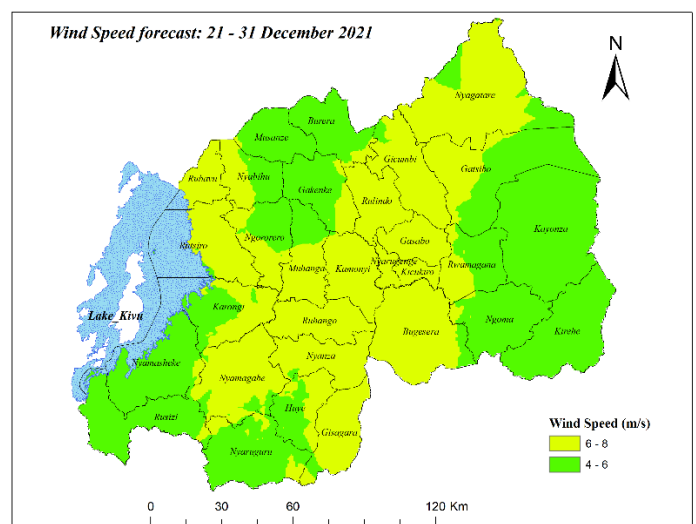 Wind Speed forecast: 21 - 31 December 2021
N
Nyagatare
Burera
Musanze
Gicumbi
Gatsibo
Rubavu
Nyabihu
Gakenke
Rulindo
Kayonza
Rutsiro
Ngororero
Gasabo
Muhanga
Kamonyi
Nyarugenge
Kicukiro
Rwamagana
Lake_Kivu
Karongi
Ruhango
Bugesera
Ngoma
Kirehe
Nyamasheke
Nyanza
Nyamagabe
Rusizi
Huye
Gisagara
Nyaruguru
Wind Speed (m/s)
6 - 8
4 - 6
0 30 60 120 Km